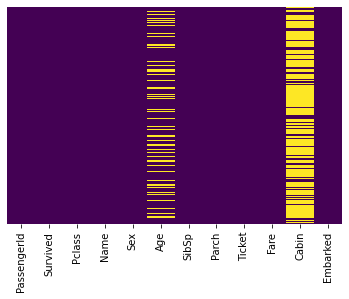 PassengerId
Survived
Pclass
Name
Sex
Age
SibSp
Parch
Ticket
Fare
Cabin
Embarked